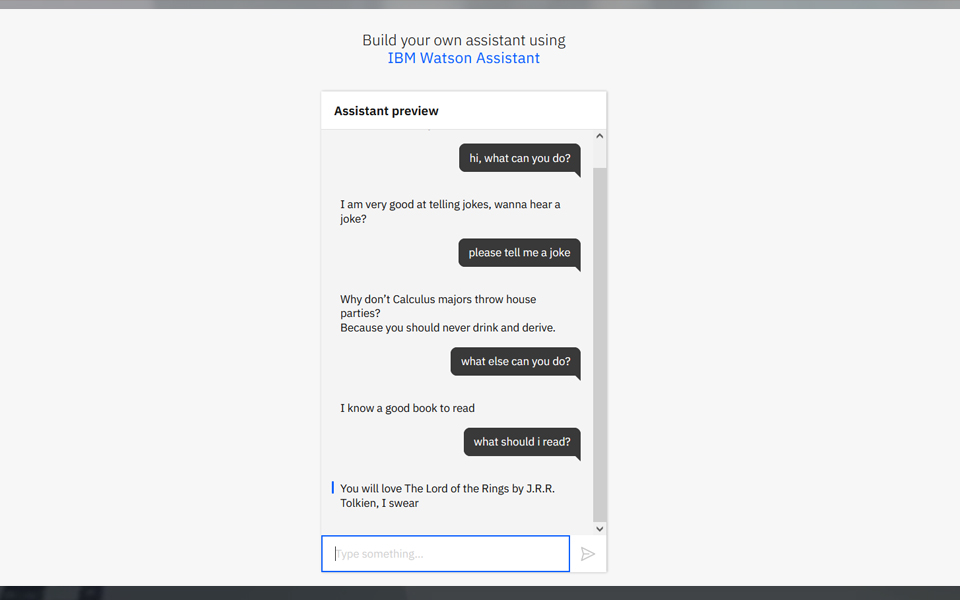 Build your own assistant using
IBM Watson Assistant
Assistant preview
hi, what can you do?
I am very good at telling jokes, wanna hear a
joke?
please tell me a joke
Why don’t Calculus majors throw house
parties?
Because you should never drink and derive.
what else can you do?
I know a good book to read
what should i read?
You will love The Lord of the Rings by J.R.R.
Tolkien, I swear
Type something...